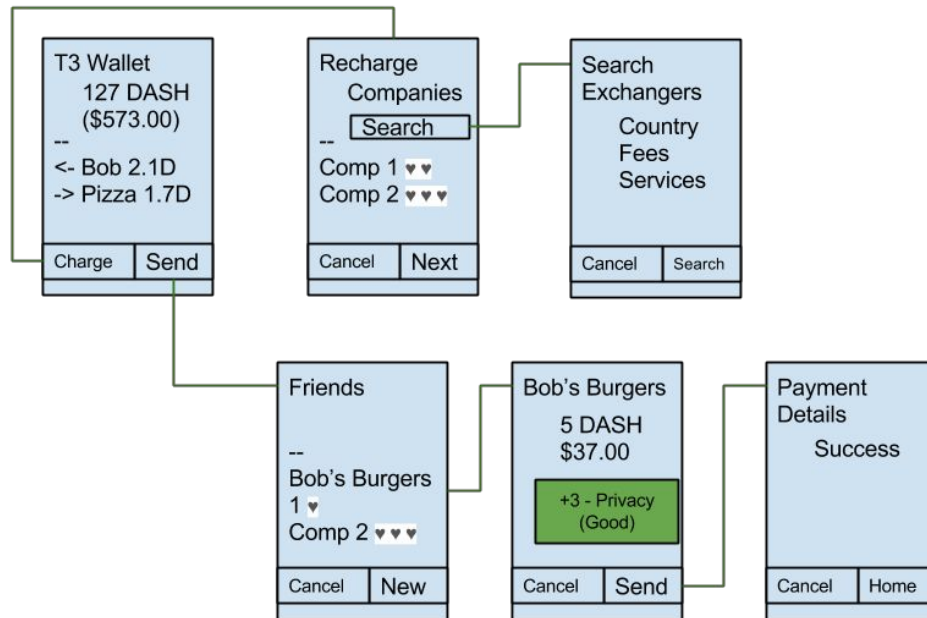 T3 Wallet
127 DASH
($573.00)
--
<- Bob 2.1D
-> Pizza 1.7D
Charge
Send
Recharge
Companies
Search
--
Comp 1 ♥ ♥
Comp 2 ♥ ♥ ♥
Cancel
Next
Search
Exchangers
Country
Fees
Services
Cancel
Search
Friends
--
Bob's Burgers
1 ♥
Comp 2 ♥ ♥ ♥
Cancel
New
Bob's Burgers
5 DASH
$37.00
+3 - Privacy
(Good)
Cancel
Send
Payment
Details
Success
Cancel
Home